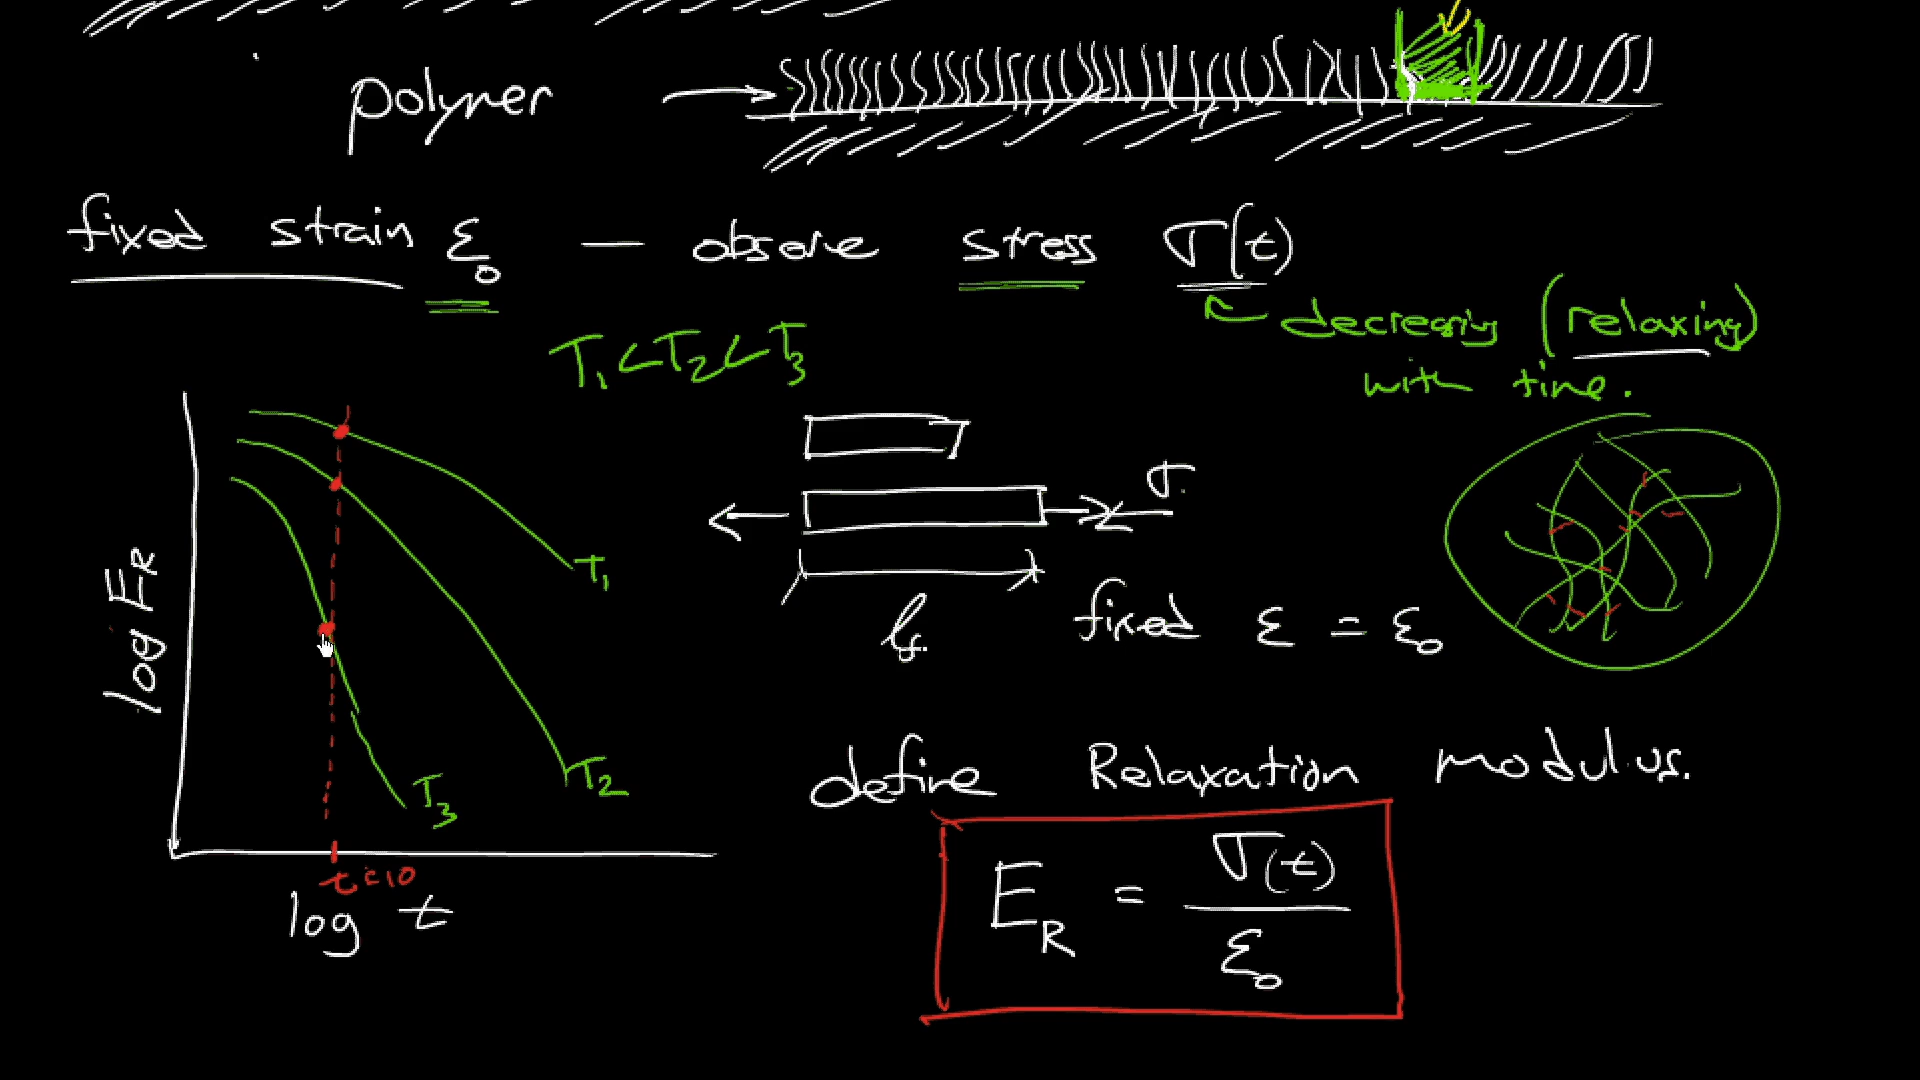 polymer
fixed strain ε₀ — observe stress σ(t)
decreasing (relaxing)
with time.
T₁<T₂<T₃
σ
T₁
log E_R
l_f.
fixed ε = ε₀
T₂
T₃
define Relaxation modulus.
E_R = σ(t)/ε₀
t=10
log t